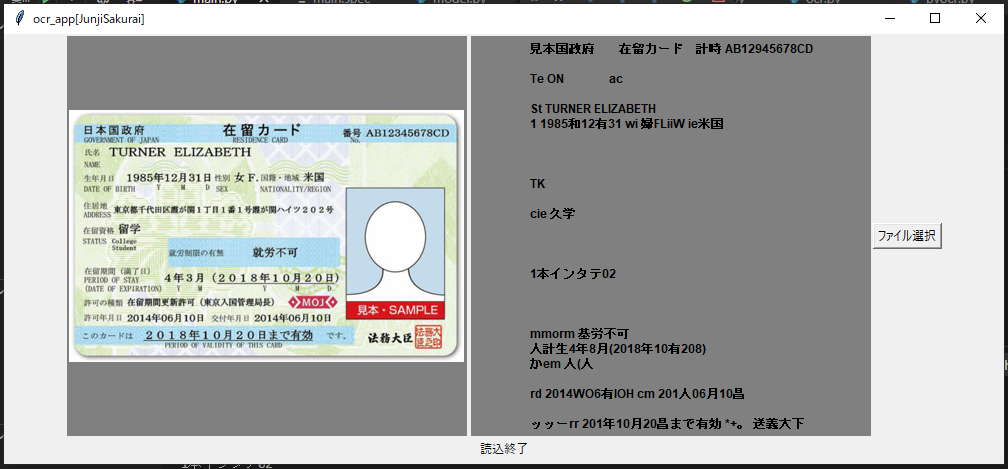 ocr_app[JunjiSakurai]
日本国政府 在留カード 番号 AB12345678CD
GOVERNMENT OF JAPAN RESIDENCE CARD No.
氏名 TURNER ELIZABETH
NAME
生年月日 1985年12月31日 性別 女 F. 国籍・地域 米国
DATE OF BIRTH Y M D SEX NATIONALITY/REGION
住居地 東京都千代田区霞が関1丁目1番1号霞が関ハイツ202号
ADDRESS
在留資格 留学
STATUS College
Student
就労制限の有無 就労不可
在留期間(満了日)
PERIOD OF STAY 4年3月(2018年10月20日)
(DATE OF EXPIRATION) Y M Y M D
許可の種類 在留期間更新許可(東京入国管理局長) MOJ
許可年月日 2014年06月10日 交付年月日 2014年06月10日
このカードは 2018年10月20日まで有効 です。
PERIOD OF VALIDITY OF THIS CARD
見本・SAMPLE
法務大臣
見本国政府 在留カード 計時 AB12945678CD
Te ON ac
St TURNER ELIZABETH
1 1985和12有31 wi 婦FLiiW ie米国
TK
cie 久学
1本インタテ02
mmorm 基労不可
人計生4年8月(2018年10有208)
かem 人(人
rd 2014WO6有IOH cm 201人06月10昌
ッッーrr 201年10月20昌まで有効 *+。 送義大下
ファイル選択
読込終了